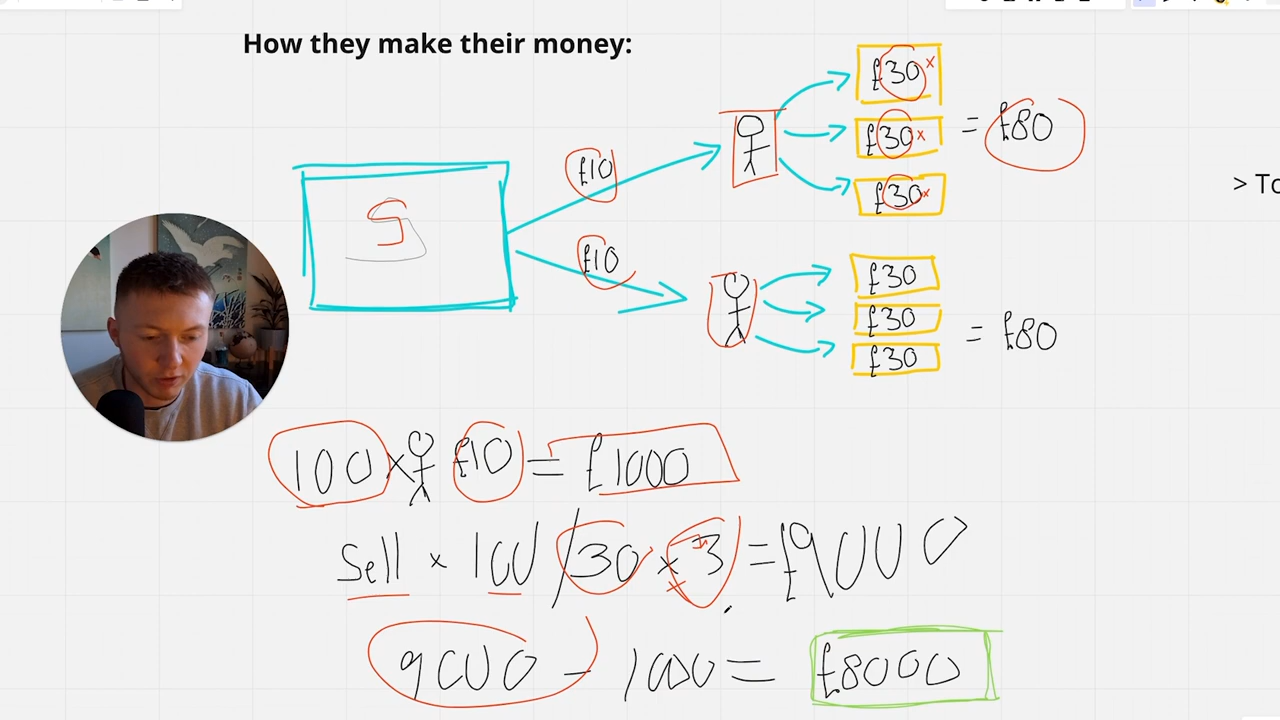 How they make their money:
£30 x
£30 x = £80
£30 x
£10
S
£10
> To
£30
£30 = £80
£30
100 x £10 = £1000
Sell x 100 / 30 x 3 = £9000
9000 - 1000 = £8000